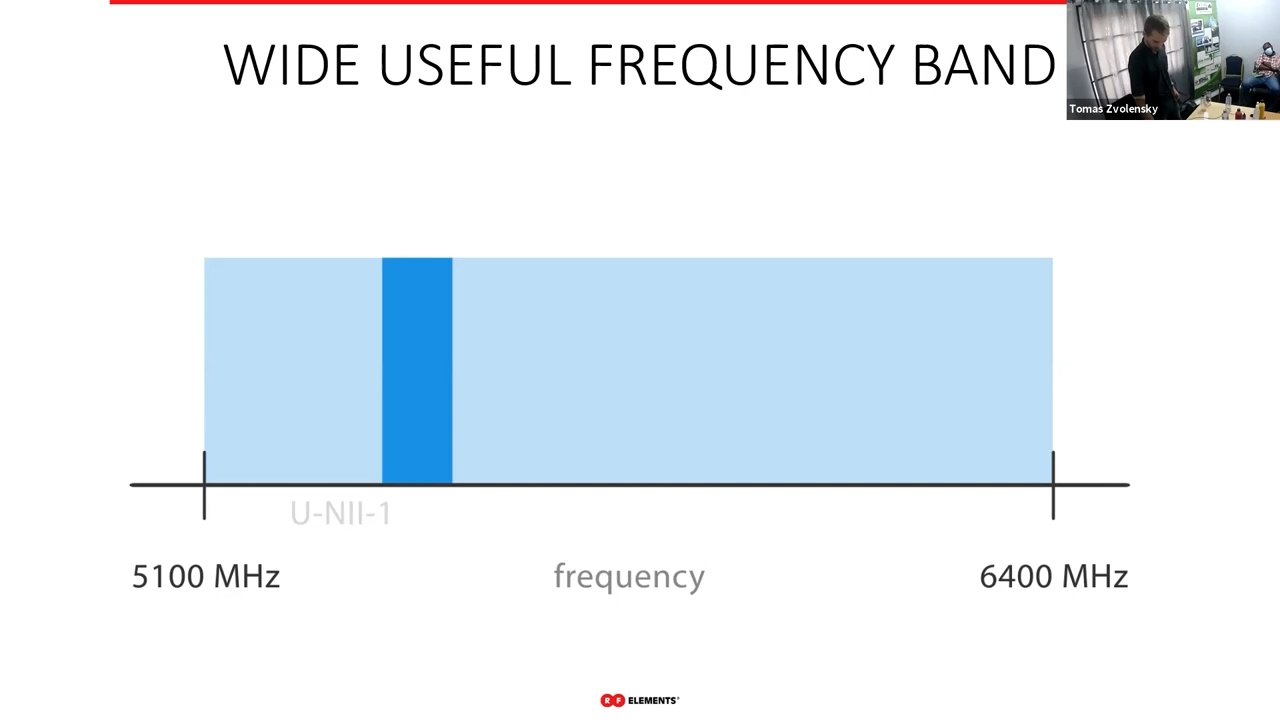 WIDE USEFUL FREQUENCY BAND
Tomas Zvolensky
U-NII-1
5100 MHz
frequency
6400 MHz
RF ELEMENTS